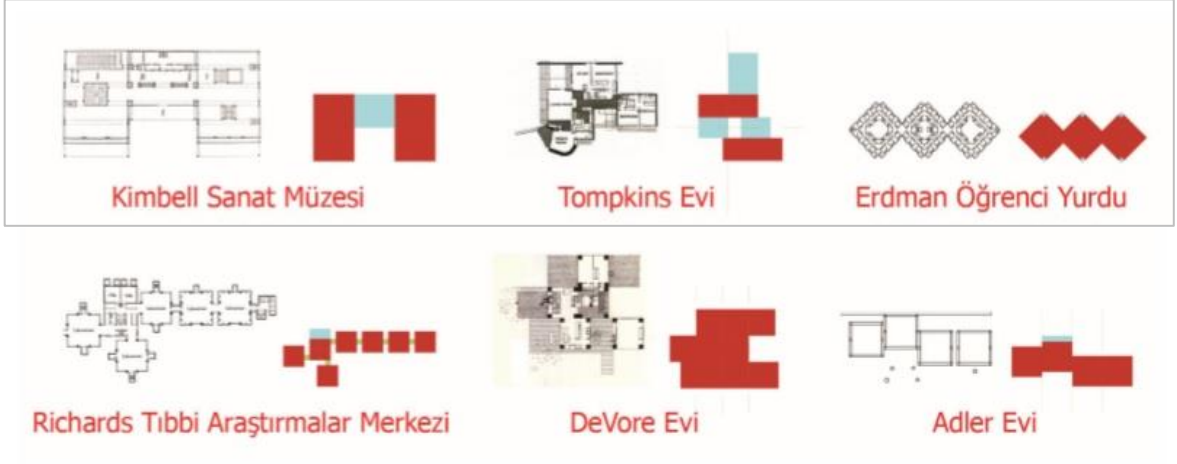 Kimbell Sanat Müzesi
Tompkins Evi
Erdman Öğrenci Yurdu
Richards Tıbbi Araştırmalar Merkezi
DeVore Evi
Adler Evi